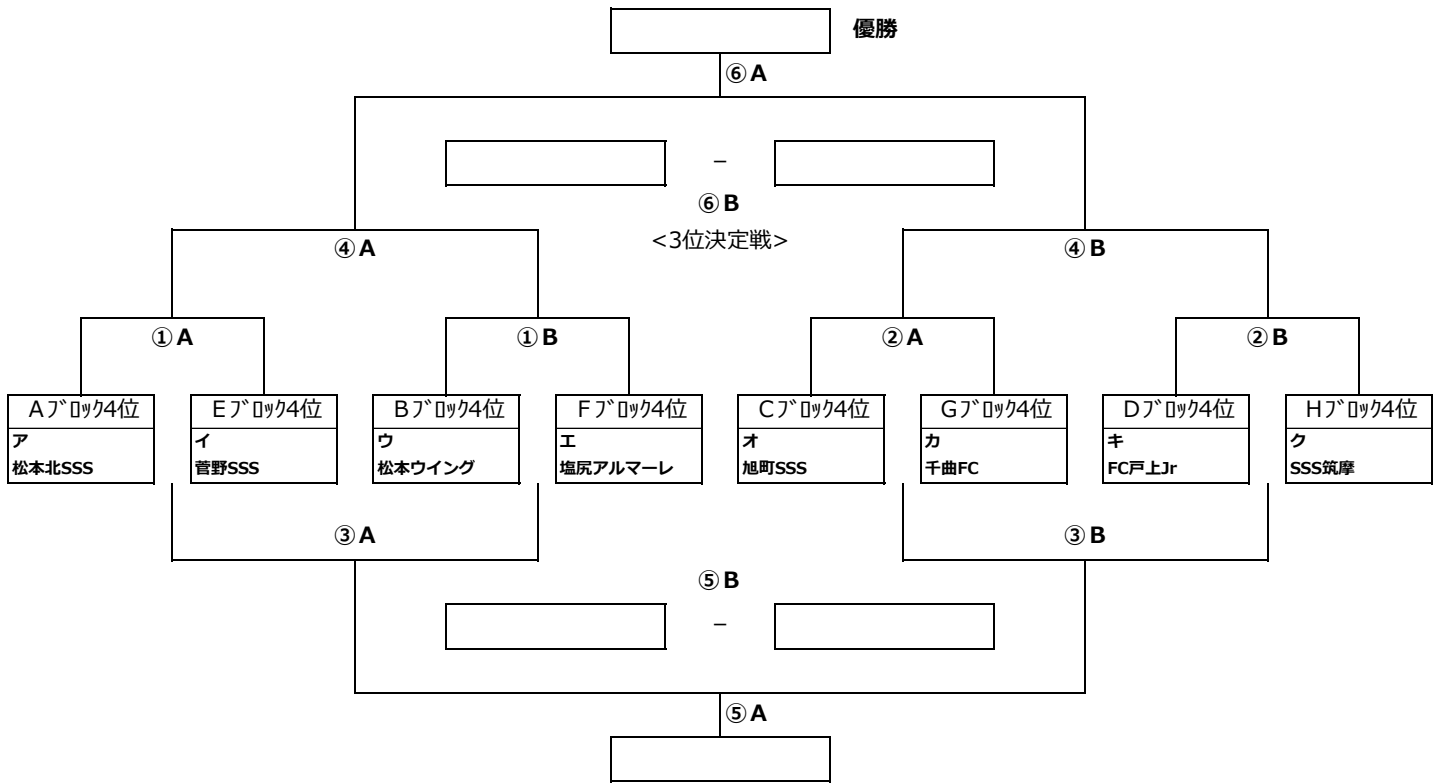 優勝
⑥A
–
⑥B
<3位決定戦>
④A
④B
①A
①B
②A
②B
Aブロック4位
Eブロック4位
Bブロック4位
Fブロック4位
Cブロック4位
Gブロック4位
Dブロック4位
Hブロック4位
ア
イ
ウ
エ
オ
カ
キ
ク
松本北SSS
菅野SSS
松本ウイング
塩尻アルマーレ
旭町SSS
千曲FC
FC戸上Jr
SSS筑摩
③A
③B
⑤B
–
⑤A